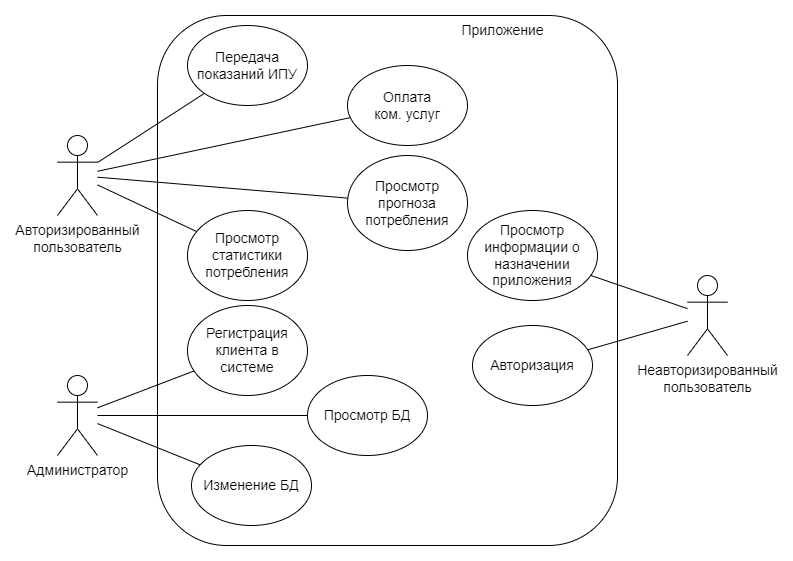 Приложение
Передача
показаний ИПУ
Оплата
ком. услуг
Авторизированный
пользователь
Просмотр
прогноза
потребления
Просмотр
статистики
потребления
Просмотр
информации о
назначении
приложения
Регистрация
клиента в
системе
Авторизация
Неавторизированный
пользователь
Просмотр БД
Администратор
Изменение БД